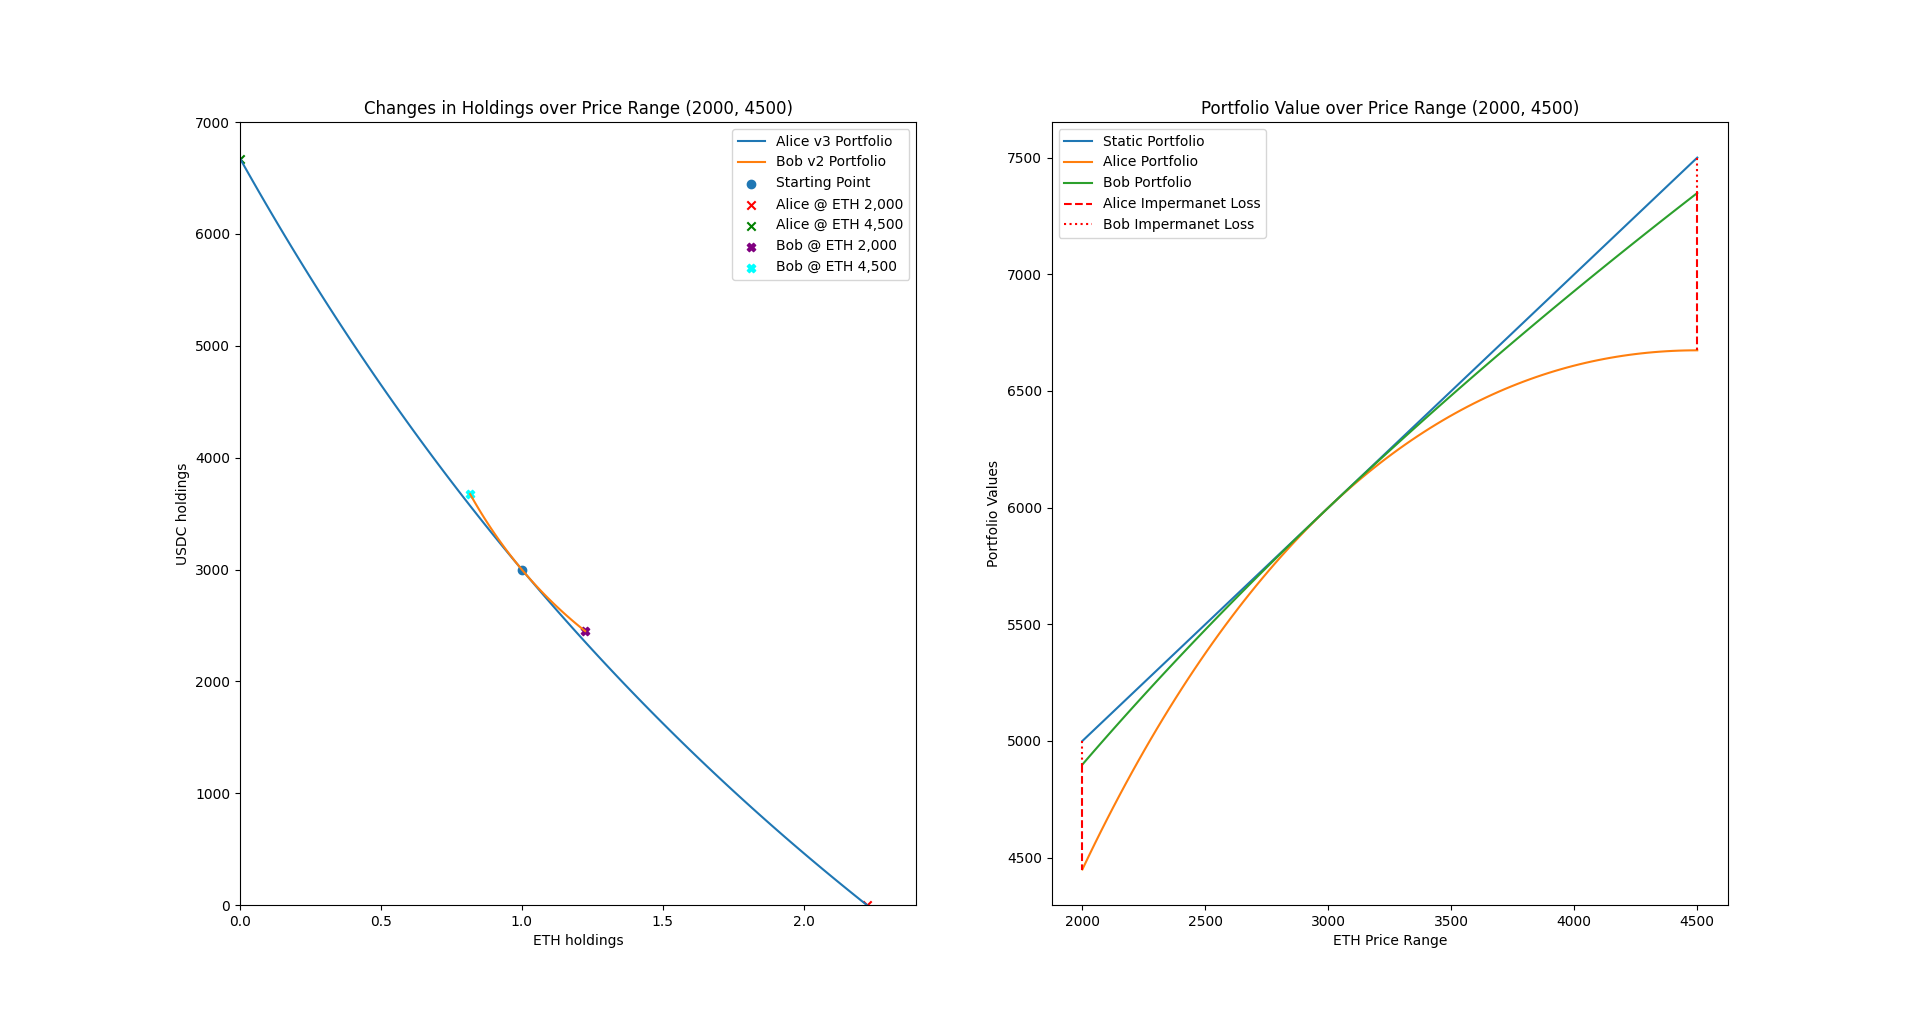 Changes in Holdings over Price Range (2000, 4500)
7000
6000
5000
4000
3000
2000
1000
0
USDC holdings
Alice v3 Portfolio
Bob v2 Portfolio
Starting Point
Alice @ ETH 2,000
Alice @ ETH 4,500
Bob @ ETH 2,000
Bob @ ETH 4,500
0.0 0.5 1.0 1.5 2.0
ETH holdings
Portfolio Value over Price Range (2000, 4500)
7500
7000
6500
6000
5500
5000
4500
Portfolio Values
Static Portfolio
Alice Portfolio
Bob Portfolio
Alice Impermanet Loss
Bob Impermanet Loss
2000 2500 3000 3500 4000 4500
ETH Price Range